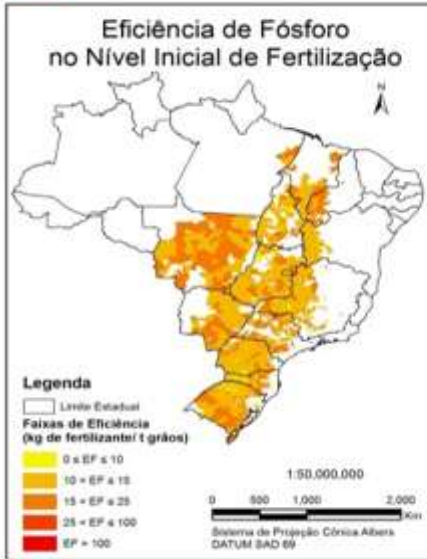 Eficiência de Fósforo
no Nível Inicial de Fertilização
N
Legenda
Limite Estadual
Faixas de Eficiência
(kg de fertilizante/ t grãos)
0 ≤ EF ≤ 10
10 < EF ≤ 15
15 < EF ≤ 25
25 < EF ≤ 100
EF > 100
1:50,000,000
0 500 1,000 2,000
Km
Sistema de Projeção Cônica Albers
DATUM SAD 69